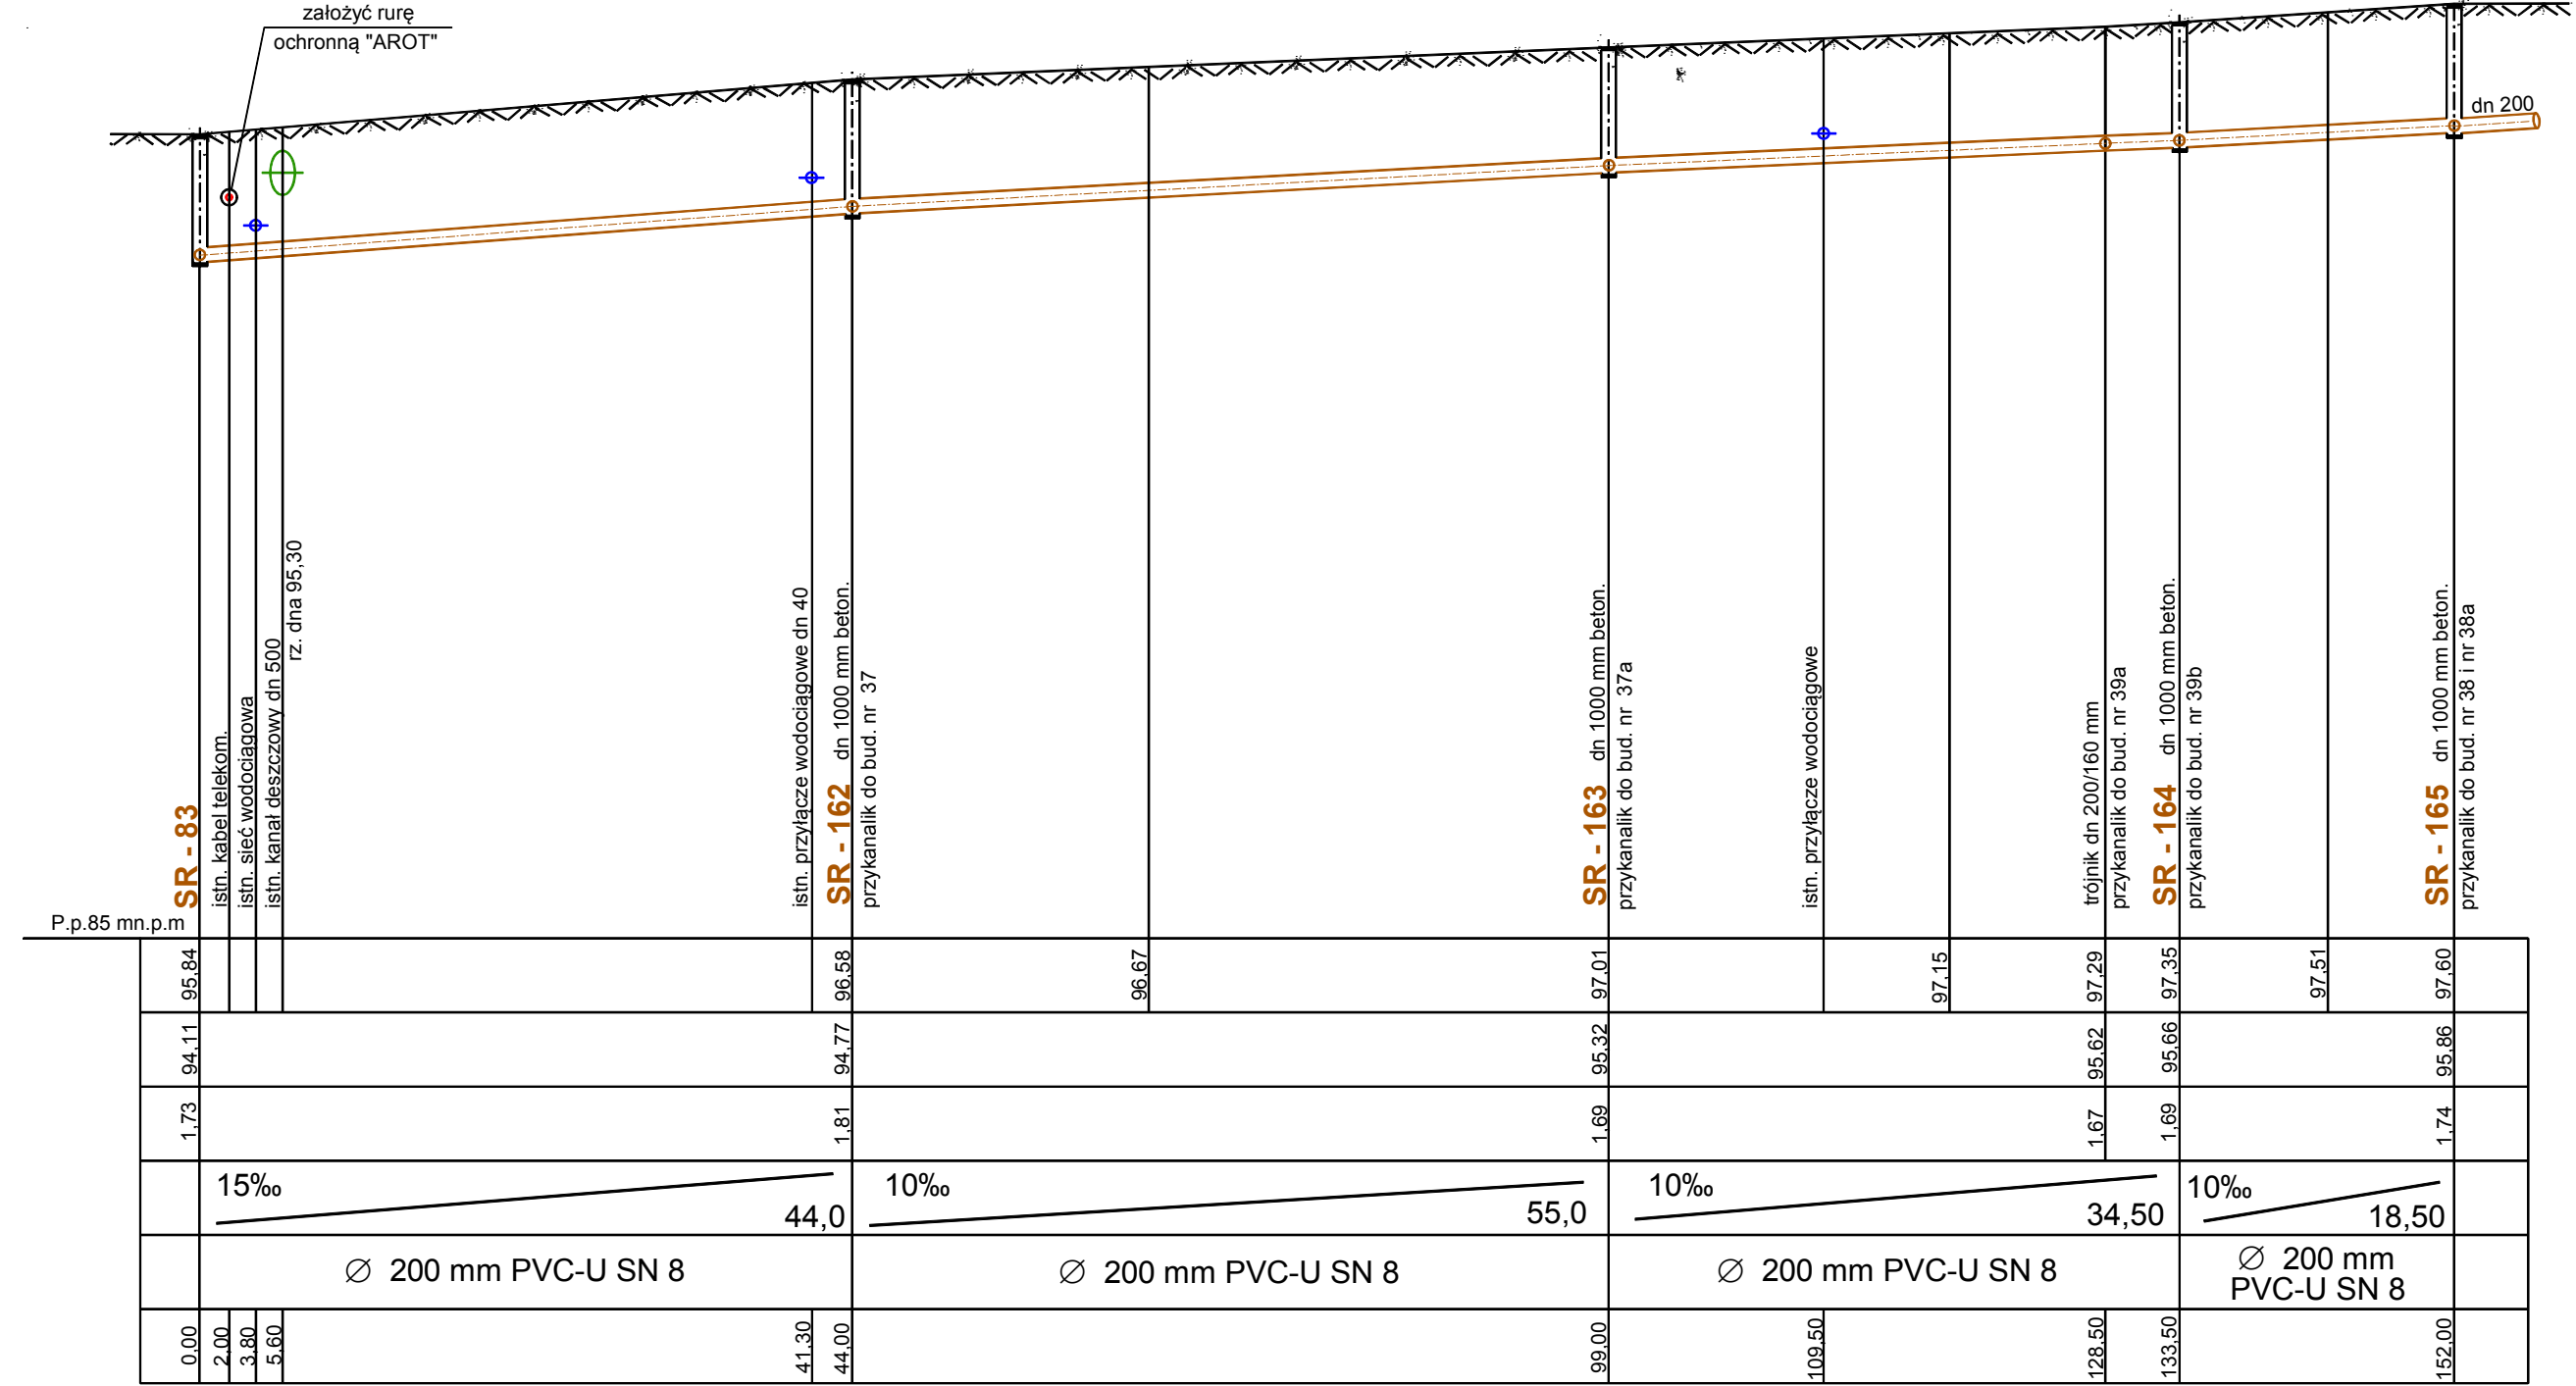 założyć rurę
ochronną "AROT"
dn 200
SR - 83
istn. kabel telekom.
istn. sieć wodociągowa
istn. kanał deszczowy dn 500
rz. dna 95,30
istn. przyłącze wodociągowe dn 40
SR - 162 dn 1000 mm beton.
przykanalik do bud. nr 37
SR - 163 dn 1000 mm beton.
przykanalik do bud. nr 37a
istn. przyłącze wodociągowe
trójnik dn 200/160 mm
przykanalik do bud. nr 39a
SR - 164 dn 1000 mm beton.
przykanalik do bud. nr 39b
SR - 165 dn 1000 mm beton.
przykanalik do bud. nr 38 i nr 38a
P.p.85 mn.p.m
95,84 96,58 96,67 97,01 97,15 97,29 97,35 97,51 97,60
94,11 94,77 95,32 95,62 95,66 95,86
1,73 1,81 1,69 1,67 1,69 1,74
15‰ 44,0 10‰ 55,0 10‰ 34,50 10‰ 18,50
∅ 200 mm PVC-U SN 8
∅ 200 mm PVC-U SN 8
∅ 200 mm PVC-U SN 8
∅ 200 mm
PVC-U SN 8
0,00 2,00 3,80 5,60 41,30 44,00 99,00 109,50 128,50 133,50 152,00